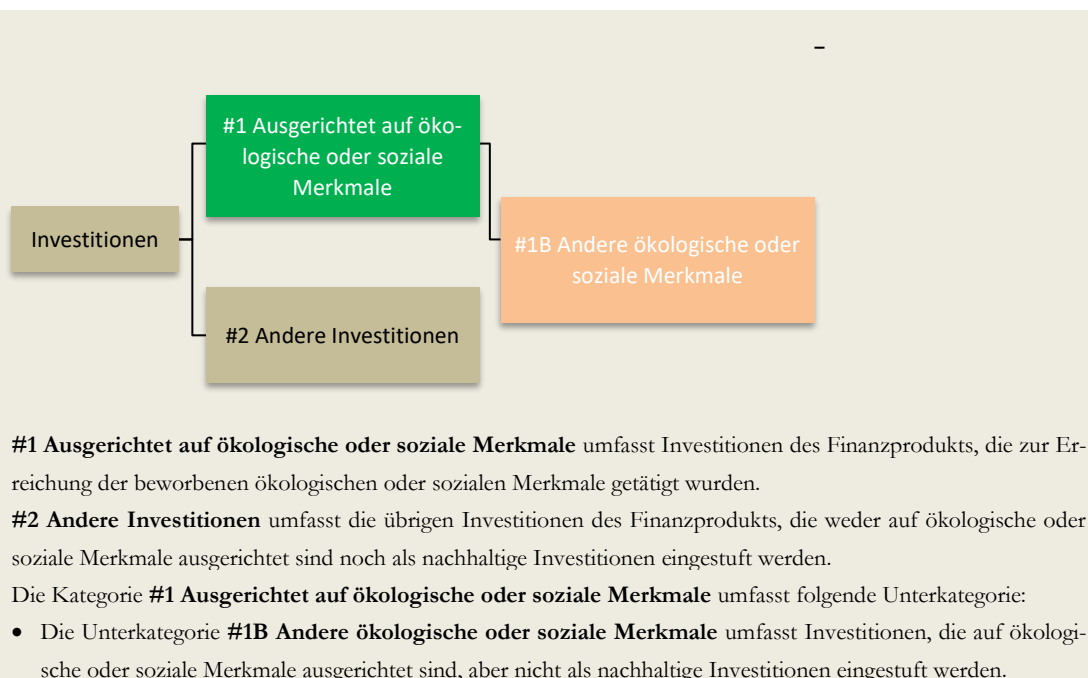 –
#1 Ausgerichtet auf öko-
logische oder soziale
Merkmale
Investitionen
#1B Andere ökologische oder
soziale Merkmale
#2 Andere Investitionen
#1 Ausgerichtet auf ökologische oder soziale Merkmale umfasst Investitionen des Finanzprodukts, die zur Er-
reichung der beworbenen ökologischen oder sozialen Merkmale getätigt wurden.
#2 Andere Investitionen umfasst die übrigen Investitionen des Finanzprodukts, die weder auf ökologische oder
soziale Merkmale ausgerichtet sind noch als nachhaltige Investitionen eingestuft werden.
Die Kategorie #1 Ausgerichtet auf ökologische oder soziale Merkmale umfasst folgende Unterkategorie:
• Die Unterkategorie #1B Andere ökologische oder soziale Merkmale umfasst Investitionen, die auf ökologi-
sche oder soziale Merkmale ausgerichtet sind, aber nicht als nachhaltige Investitionen eingestuft werden.